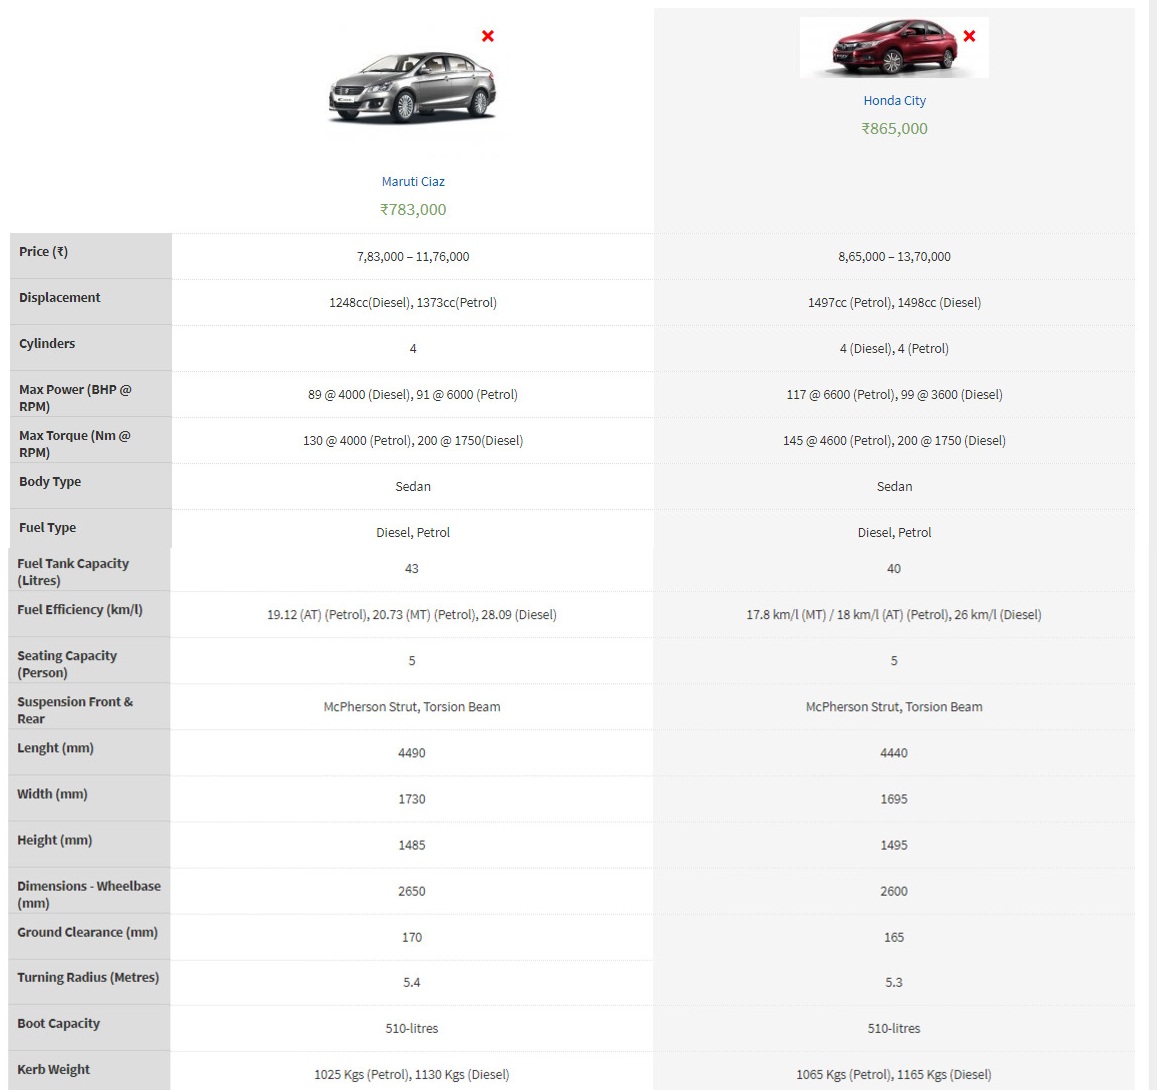 Honda City
₹865,000
Maruti Ciaz
₹783,000
Price (₹) 7,83,000 – 11,76,000 8,65,000 – 13,70,000
Displacement 1248cc(Diesel), 1373cc(Petrol) 1497cc (Petrol), 1498cc (Diesel)
Cylinders 4 4 (Diesel), 4 (Petrol)
Max Power (BHP @
RPM) 89 @ 4000 (Diesel), 91 @ 6000 (Petrol) 117 @ 6600 (Petrol), 99 @ 3600 (Diesel)
Max Torque (Nm @
RPM) 130 @ 4000 (Petrol), 200 @ 1750(Diesel) 145 @ 4600 (Petrol), 200 @ 1750 (Diesel)
Body Type Sedan Sedan
Fuel Type Diesel, Petrol Diesel, Petrol
Fuel Tank Capacity
(Litres) 43 40
Fuel Efficiency (km/l) 19.12 (AT) (Petrol), 20.73 (MT) (Petrol), 28.09 (Diesel) 17.8 km/l (MT) / 18 km/l (AT) (Petrol), 26 km/l (Diesel)
Seating Capacity
(Person) 5 5
Suspension Front &
Rear McPherson Strut, Torsion Beam McPherson Strut, Torsion Beam
Lenght (mm) 4490 4440
Width (mm) 1730 1695
Height (mm) 1485 1495
Dimensions - Wheelbase
(mm) 2650 2600
Ground Clearance (mm) 170 165
Turning Radius (Metres) 5.4 5.3
Boot Capacity 510-litres 510-litres
Kerb Weight 1025 Kgs (Petrol), 1130 Kgs (Diesel) 1065 Kgs (Petrol), 1165 Kgs (Diesel)